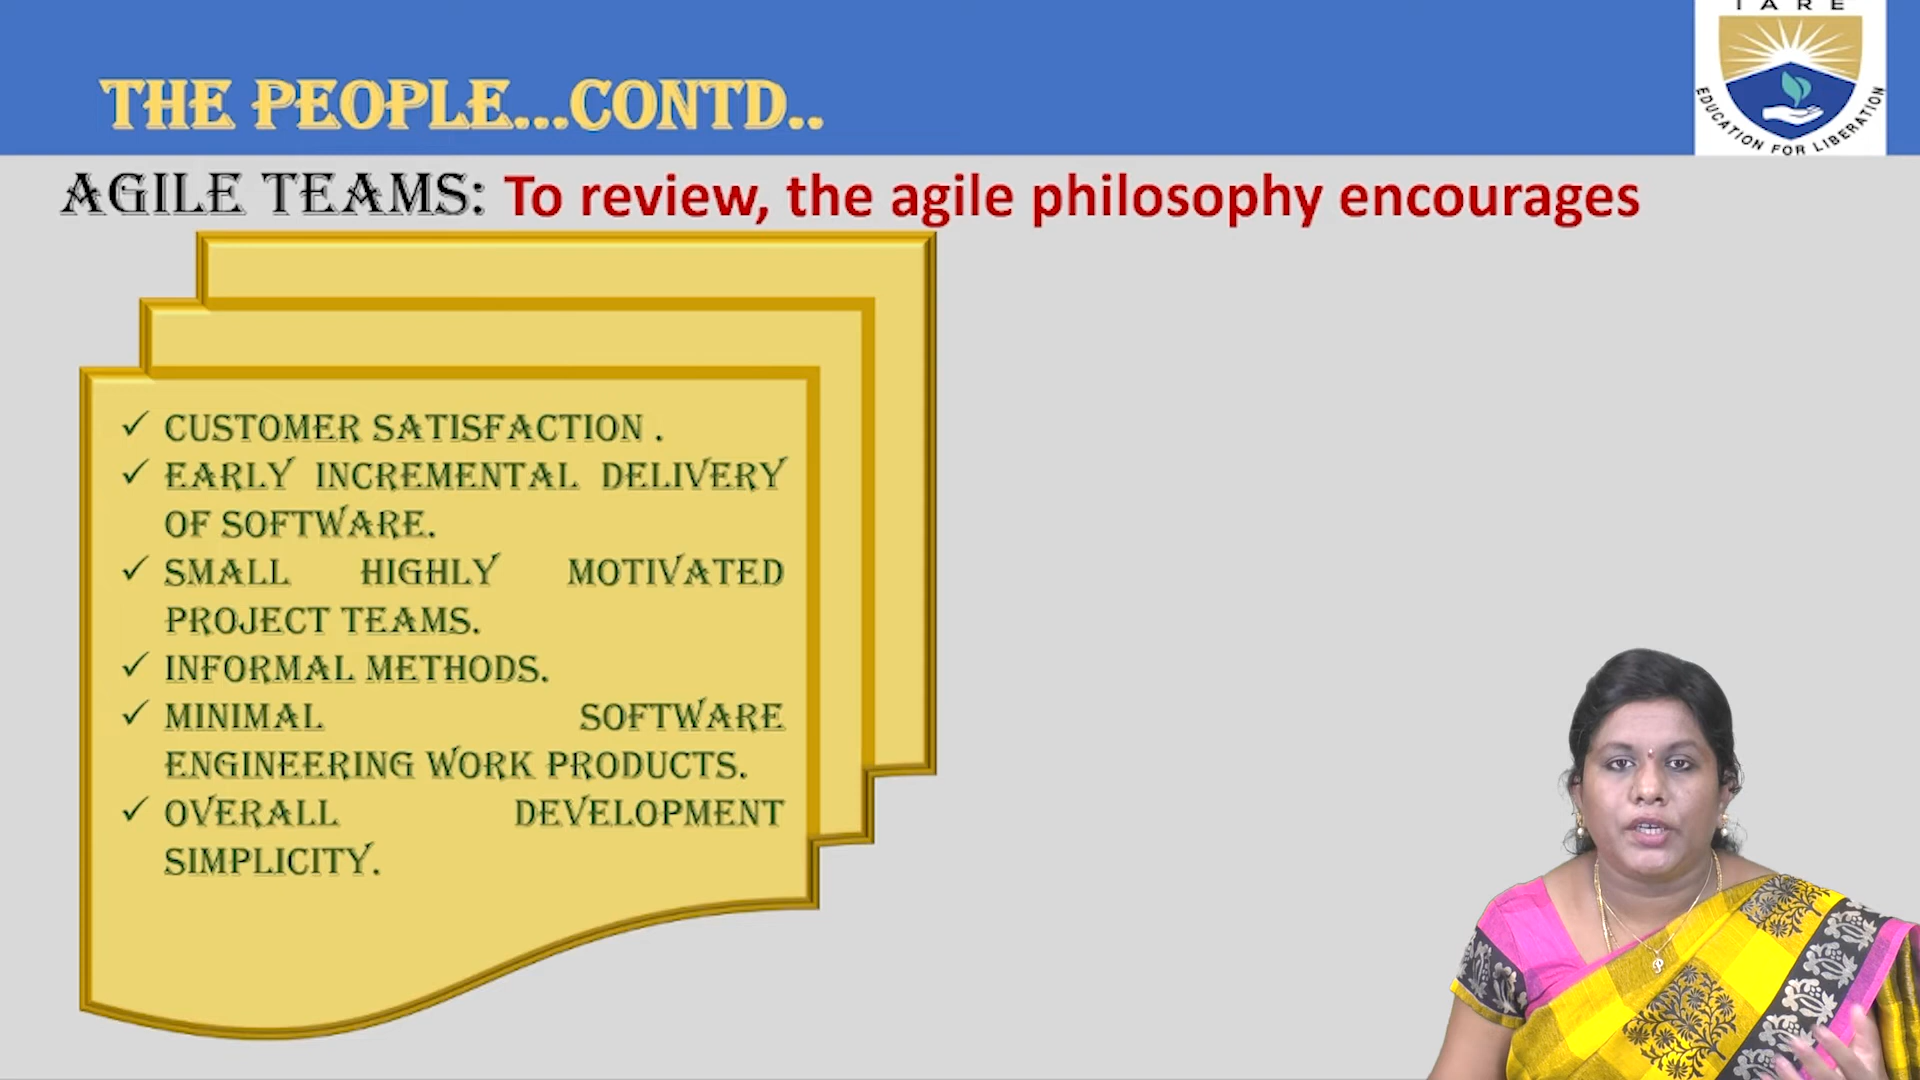 IARE
EDUCATION FOR LIBERATION
THE PEOPLE...CONTD..
AGILE TEAMS: To review, the agile philosophy encourages
✓ CUSTOMER SATISFACTION .
✓ EARLY INCREMENTAL DELIVERY
OF SOFTWARE.
✓ SMALL HIGHLY MOTIVATED
PROJECT TEAMS.
✓ INFORMAL METHODS.
✓ MINIMAL SOFTWARE
ENGINEERING WORK PRODUCTS.
✓ OVERALL DEVELOPMENT
SIMPLICITY.